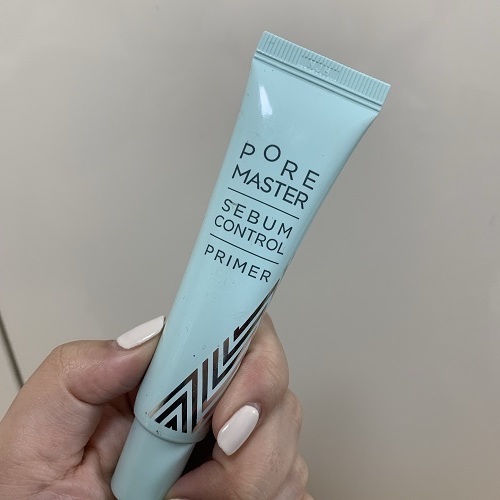 PORE
MASTER
SEBUM
CONTROL
PRIMER